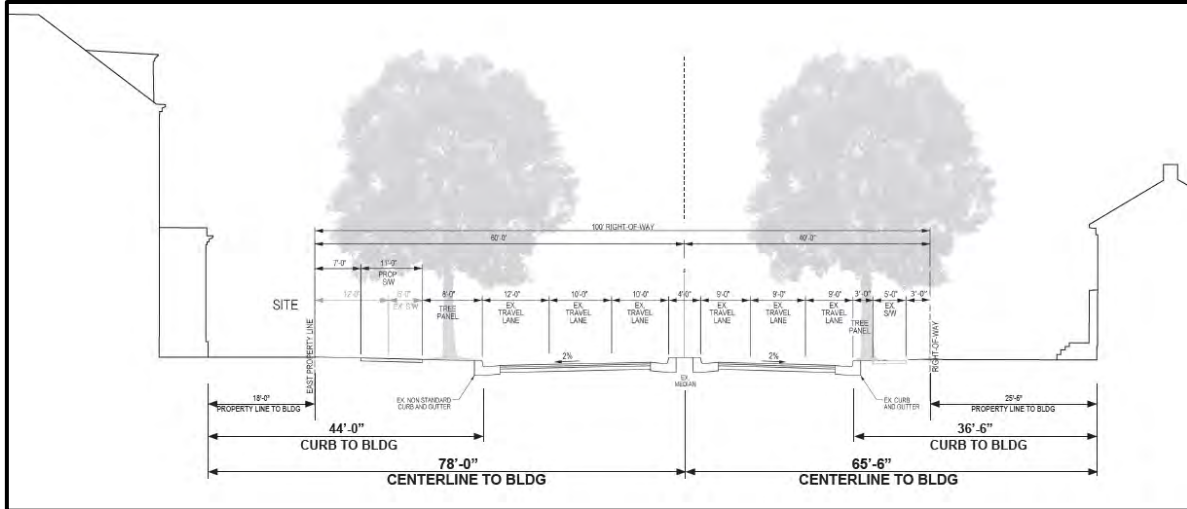 100' RIGHT-OF-WAY
60'-0"
40'-0"
7'-0"
11'-0"
PROP
S/W
12'-0"
6'-0"
EX S/W
8'-0"
TREE
PANEL
12'-0"
EX.
TRAVEL
LANE
10'-0"
EX.
TRAVEL
LANE
10'-0"
EX.
TRAVEL
LANE
4'-0"
9'-0"
EX.
TRAVEL
LANE
9'-0"
EX.
TRAVEL
LANE
9'-0"
EX.
TRAVEL
LANE
3'-0"
TREE
PANEL
5'-0"
EX.
S/W
3'-0"
SITE
EAST PROPERTY LINE
RIGHT-OF-WAY
2%
2%
EX.
MEDIAN
EX. NON STANDARD
CURB AND GUTTER
EX. CURB
AND GUTTER
18'-0"
PROPERTY LINE TO BLDG
25'-6"
PROPERTY LINE TO BLDG
44'-0”
CURB TO BLDG
36'-6”
CURB TO BLDG
78'-0”
CENTERLINE TO BLDG
65'-6”
CENTERLINE TO BLDG